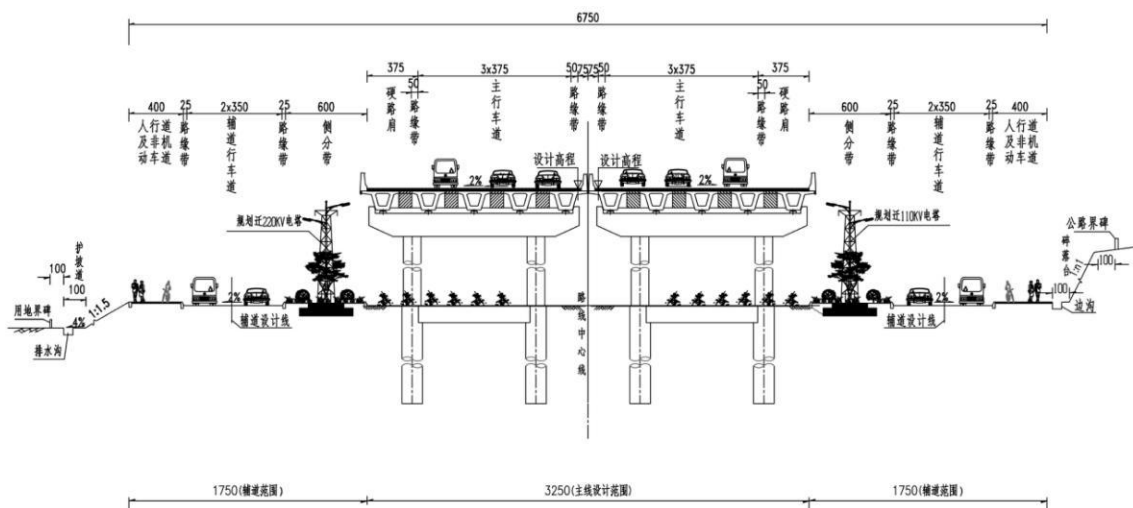 6750
375
3x375
50
75
75
50
3x375
375
50
50
硬路肩
路缘带
主行车道
路缘带
路缘带
主行车道
路缘带
硬路肩
400
25
2x350
25
600
600
25
2x350
25
400
人行道及非机动车道
路缘带
辅道行车道
路缘带
侧分带
侧分带
路缘带
辅道行车道
路缘带
人行道及非机动车道
设计高程
设计高程
2%
2%
规划迁220KV电塔
规划迁110KV电塔
公路界碑
护坡道
碎落台
100
100
100
100
1:1.5
1:n1
2%
2%
用地界碑
4%
排水沟
辅道设计线
辅道设计线
边沟
路线中心线
1750(辅道范围)
3250(主线设计范围)
1750(辅道范围)